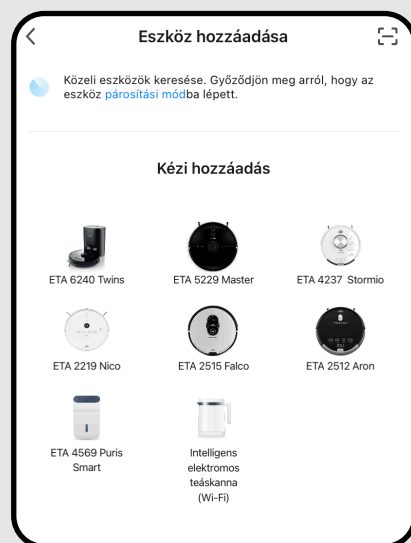 Eszköz hozzáadása
Közeli eszközök keresése. Győződjön meg arról, hogy az
eszköz párosítási módba lépett.
Kézi hozzáadás
ETA 6240 Twins
ETA 5229 Master
ETA 4237 Stormio
ETA 2219 Nico
ETA 2515 Falco
ETA 2512 Aron
ETA 4569 Puris
Smart
Intelligens
elektromos
teáskanna
(Wi-Fi)